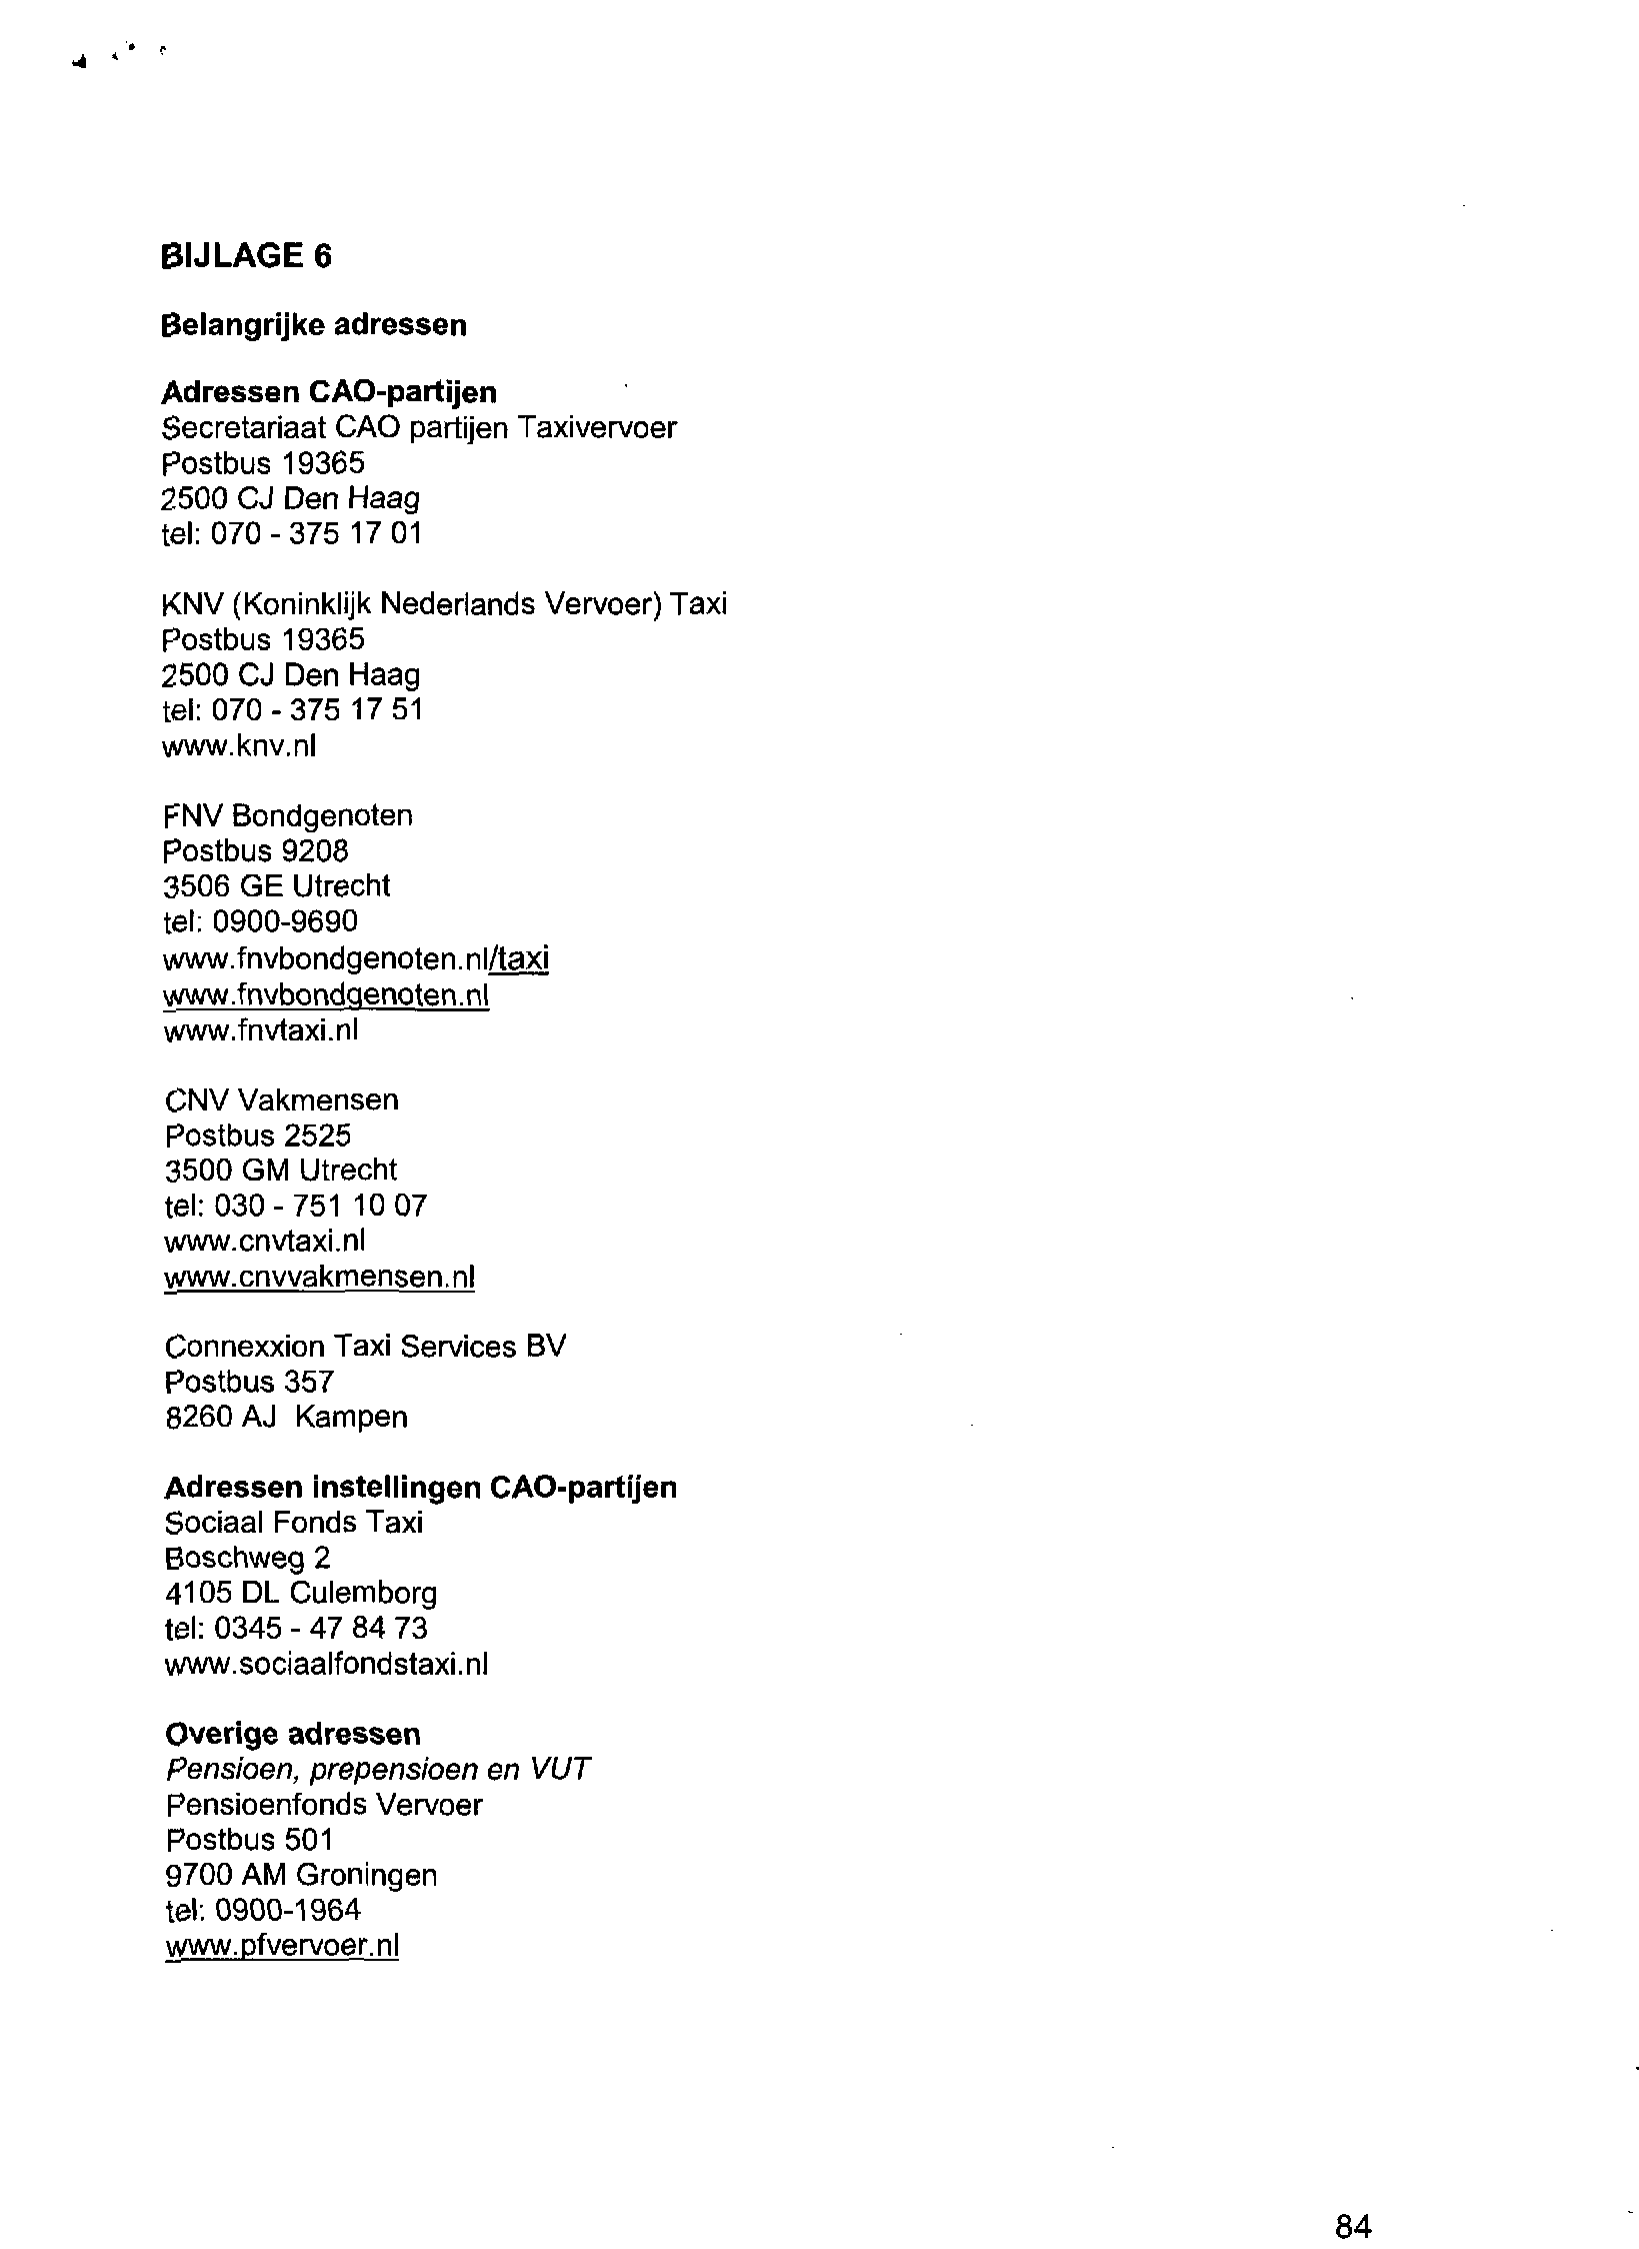 BIJLAGE 6
Belangrijke adressen
Adressen CAO-partijen
Secretariaat CAO partijen Taxivervoer
Postbus 19365
2500 CJ Den Haag
tel: 070 - 375 17 01
KNV (Koninklijk Nederlands Vervoer) Taxi
Postbus 19365
2500 CJ Den Haag
tel: 070 - 375 17 51
www.knv.nl
FNV Bondgenoten
Postbus 9208
3506 GE Utrecht
tel: 0900-9690
www.fnvbondgenoten.nl/taxi
www.fnvbondgenoten.nl
www.fnvtaxi.nl
CNV Vakmensen
Postbus 2525
3500 GM Utrecht
tel: 030 - 751 10 07
www.cnvtaxi.nl
www.cnvvakmensen.nl
Connexxion Taxi Services BV
Postbus 357
8260 AJ Kampen
Adressen instellingen CAO-partijen
Sociaal Fonds Taxi
Boschweg 2
4105 DL Culemborg
tel: 0345 - 47 84 73
www.sociaalfondstaxi.nl
Overige adressen
Pensioen, prepensioen en VUT
Pensioenfonds Vervoer
Postbus 501
9700 AM Groningen
tel: 0900-1964
www.pfvervoer.nl
84